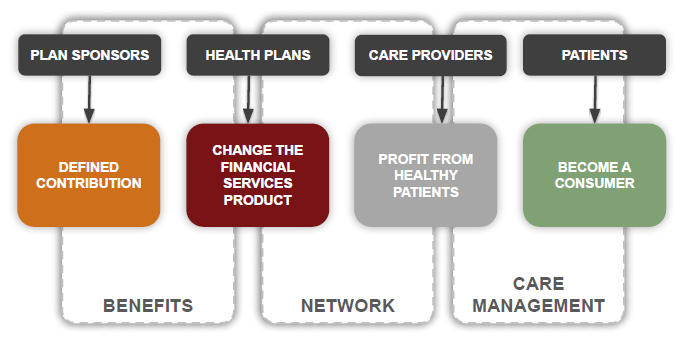 PLAN SPONSORS
HEALTH PLANS
CARE PROVIDERS
PATIENTS
DEFINED
CONTRIBUTION
CHANGE THE
FINANCIAL
SERVICES
PRODUCT
PROFIT FROM
HEALTHY
PATIENTS
BECOME A
CONSUMER
BENEFITS
NETWORK
CARE
MANAGEMENT